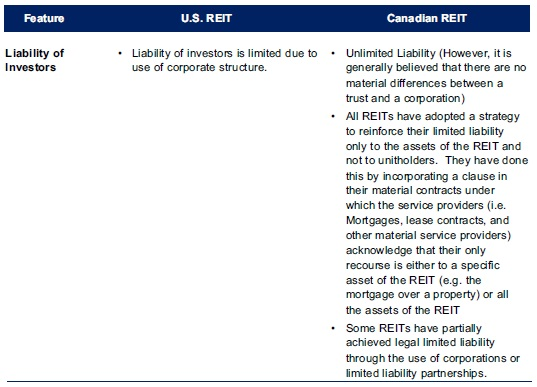 Feature U.S. REIT Canadian REIT
Liability of Investors
• Liability of investors is limited due to
use of corporate structure.
• Unlimited Liability (However, it is
generally believed that there are no
material differences between a
trust and a corporation)
• All REITs have adopted a strategy
to reinforce their limited liability
only to the assets of the REIT and
not to unitholders. They have done
this by incorporating a clause in
their material contracts under
which the service providers (i.e.
Mortgages, lease contracts, and
other material service providers)
acknowledge that their only
recourse is either to a specific
asset of the REIT (e.g. the
mortgage over a property) or all
the assets of the REIT
• Some REITs have partially
achieved legal limited liability
through the use of corporations or
limited liability partnerships.